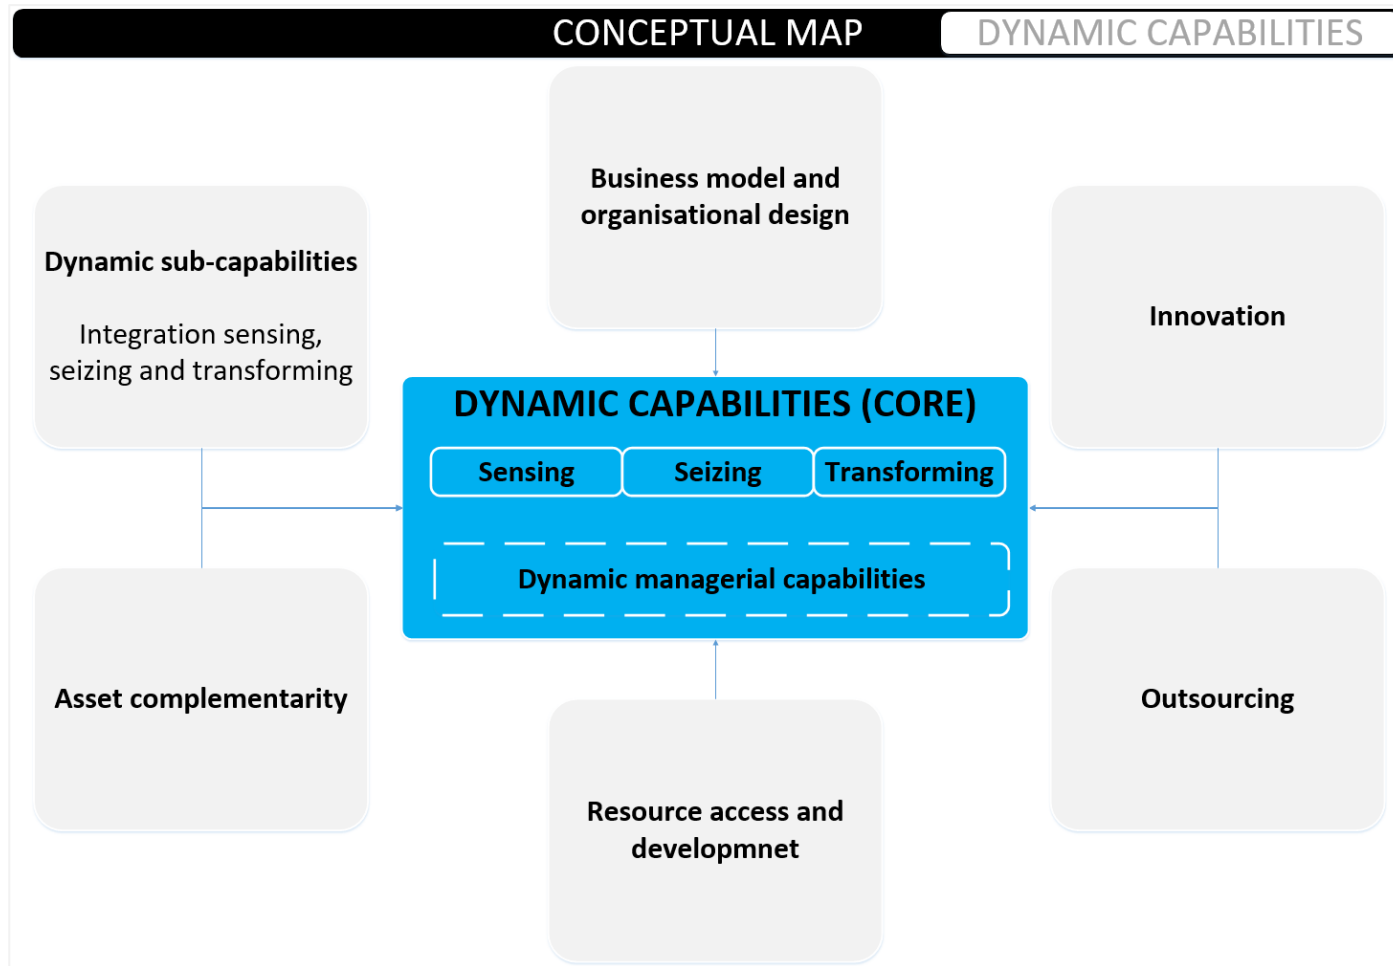 CONCEPTUAL MAP
DYNAMIC CAPABILITIES
Business model and
organisational design
Dynamic sub-capabilities
Integration sensing,
seizing and transforming
Innovation
DYNAMIC CAPABILITIES (CORE)
Sensing
Seizing
Transforming
Dynamic managerial capabilities
Asset complementarity
Outsourcing
Resource access and
developmnet